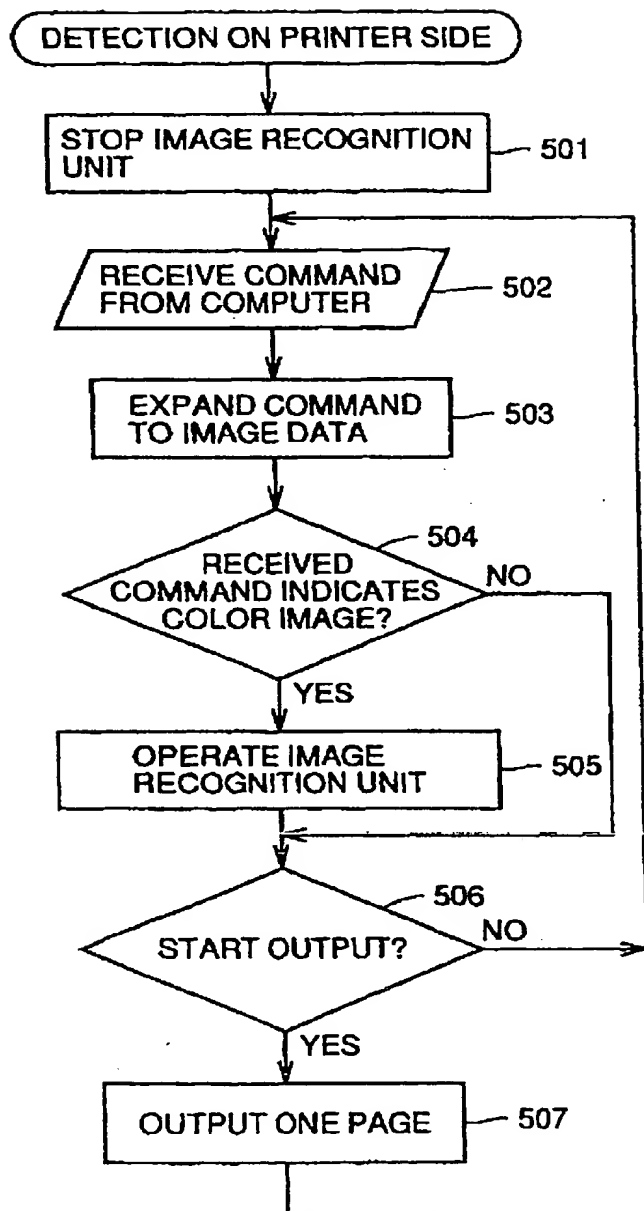 DETECTION ON PRINTER SIDE
STOP IMAGE RECOGNITION
UNIT
501
RECEIVE COMMAND
FROM COMPUTER
502
EXPAND COMMAND
TO IMAGE DATA
503
504
RECEIVED
COMMAND INDICATES
COLOR IMAGE?
NO
YES
OPERATE IMAGE
RECOGNITION UNIT
505
506
START OUTPUT?
NO
YES
OUTPUT ONE PAGE
507